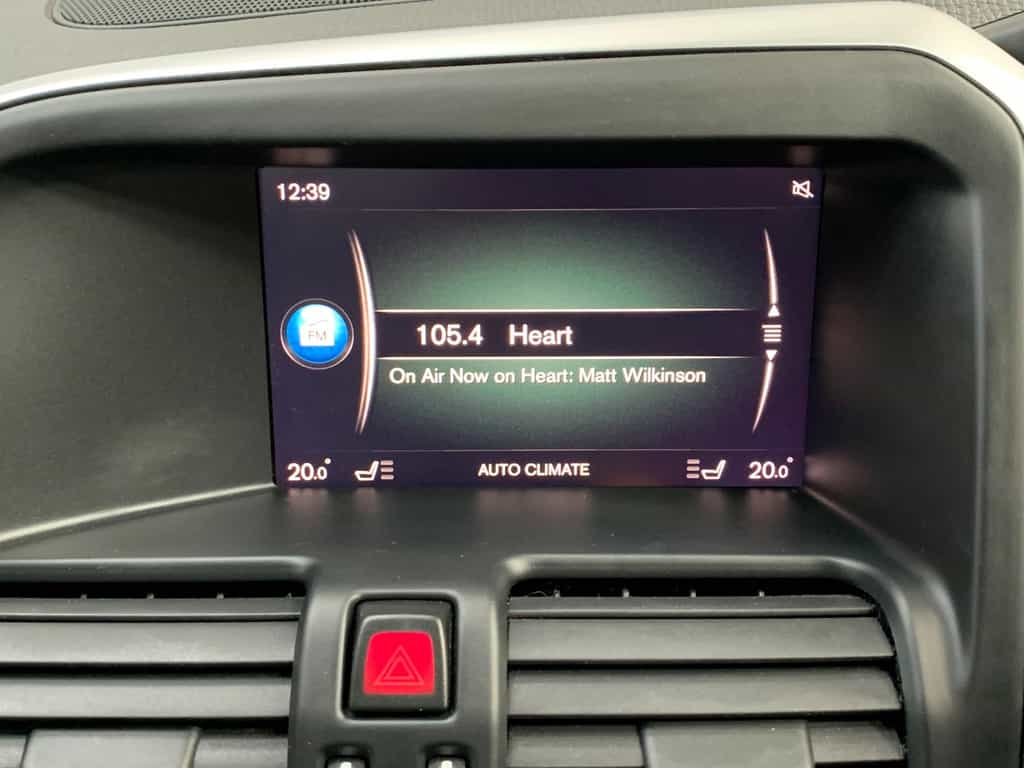 12:39
FM
105.4 Heart
On Air Now on Heart: Matt Wilkinson
20.0° AUTO CLIMATE 20.0°